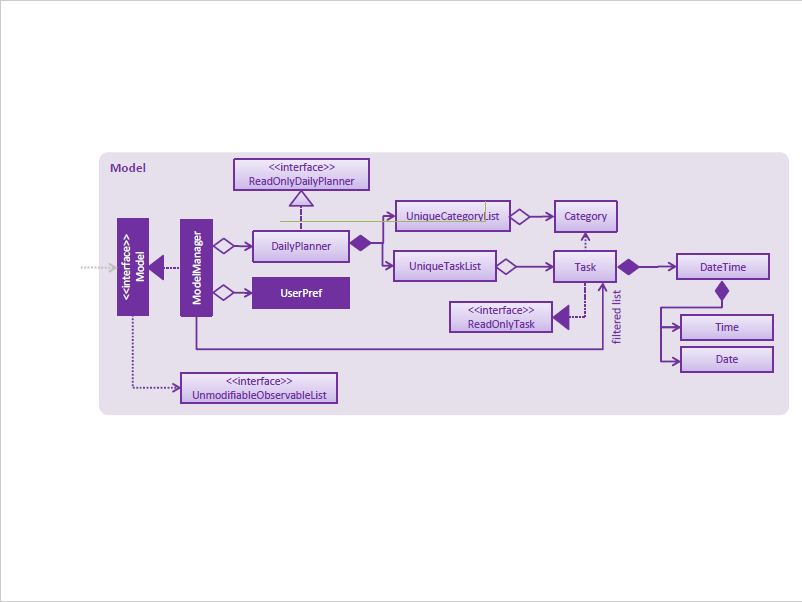 Model
<<interface>>
ReadOnlyDailyPlanner
<<interface>>
Model
ModelManager
DailyPlanner
UserPref
UniqueCategoryList
Category
UniqueTaskList
Task
DateTime
<<interface>>
ReadOnlyTask
filtered list
Time
Date
<<interface>>
UnmodifiableObservableList